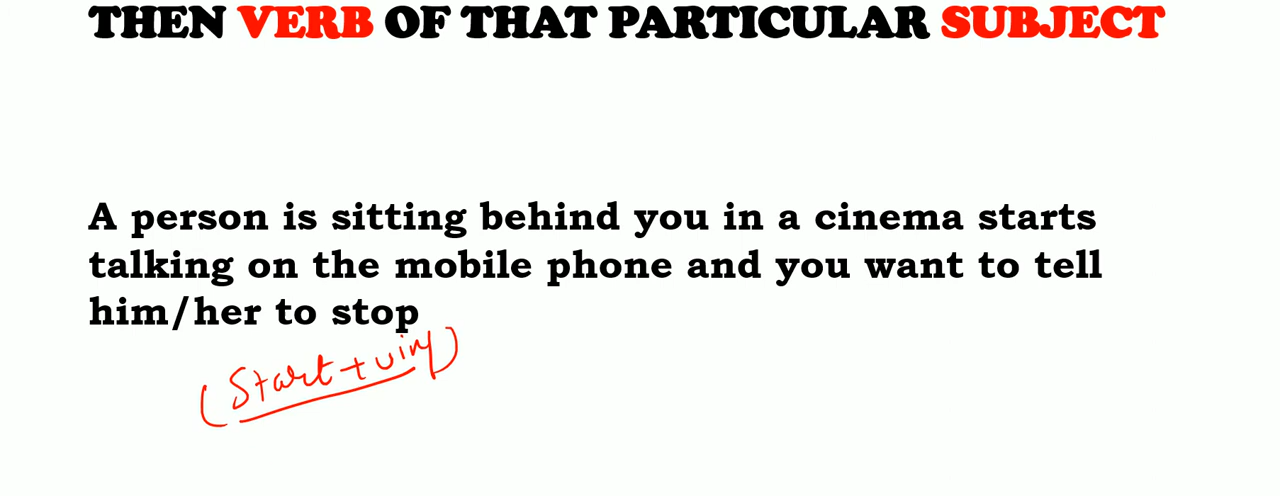 THEN VERB OF THAT PARTICULAR SUBJECT
A person is sitting behind you in a cinema starts
talking on the mobile phone and you want to tell
him/her to stop
(Start + ving)